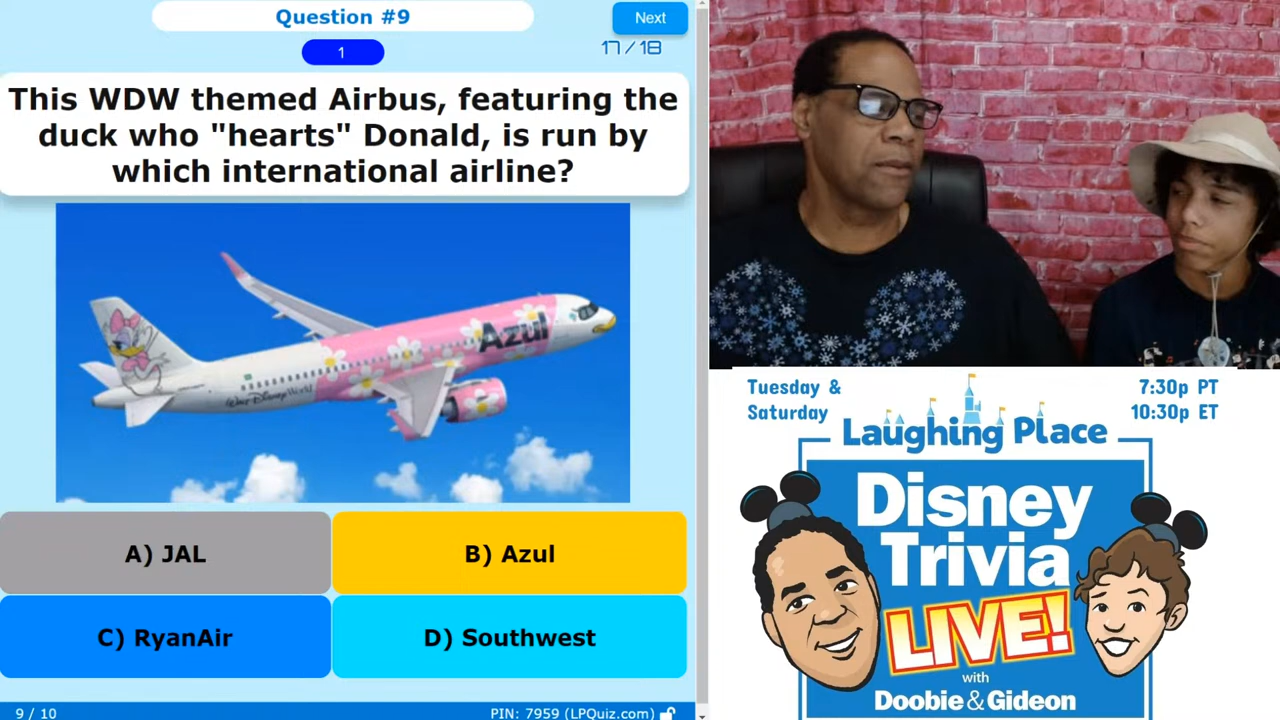 Question #9
Next
17/18
1
This WDW themed Airbus, featuring the
duck who "hearts" Donald, is run by
which international airline?
Azul
Walt Disney World
A) JAL
B) Azul
C) RyanAir
D) Southwest
9 / 10
PIN: 7959 (LPQuiz.com)
Tuesday &
Saturday
7:30p PT
10:30p ET
Laughing Place
Disney
Trivia
LIVE!
with
Doobie & Gideon